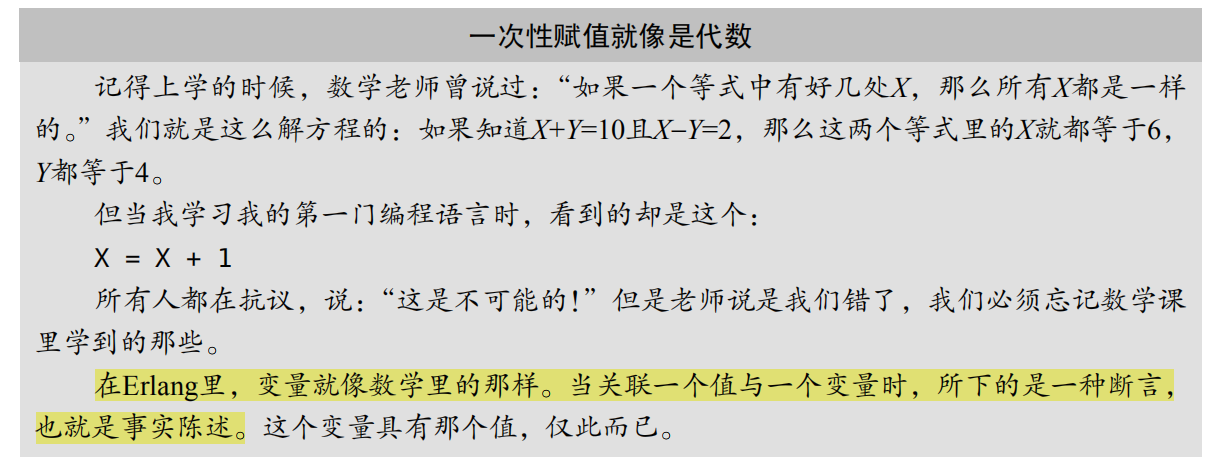 一次性赋值就像是代数
记得上学的时候，数学老师曾说过：“如果一个等式中有好几处X，那么所有X都是一样
的。”我们就是这么解方程的：如果知道X+Y=10且X–Y=2，那么这两个等式里的X就都等于6，
Y都等于4。
但当我学习我的第一门编程语言时，看到的却是这个：
X = X + 1
所有人都在抗议，说：“这是不可能的！”但是老师说是我们错了，我们必须忘记数学课
里学到的那些。
在Erlang里，变量就像数学里的那样。当关联一个值与一个变量时，所下的是一种断言，
也就是事实陈述。这个变量具有那个值，仅此而已。